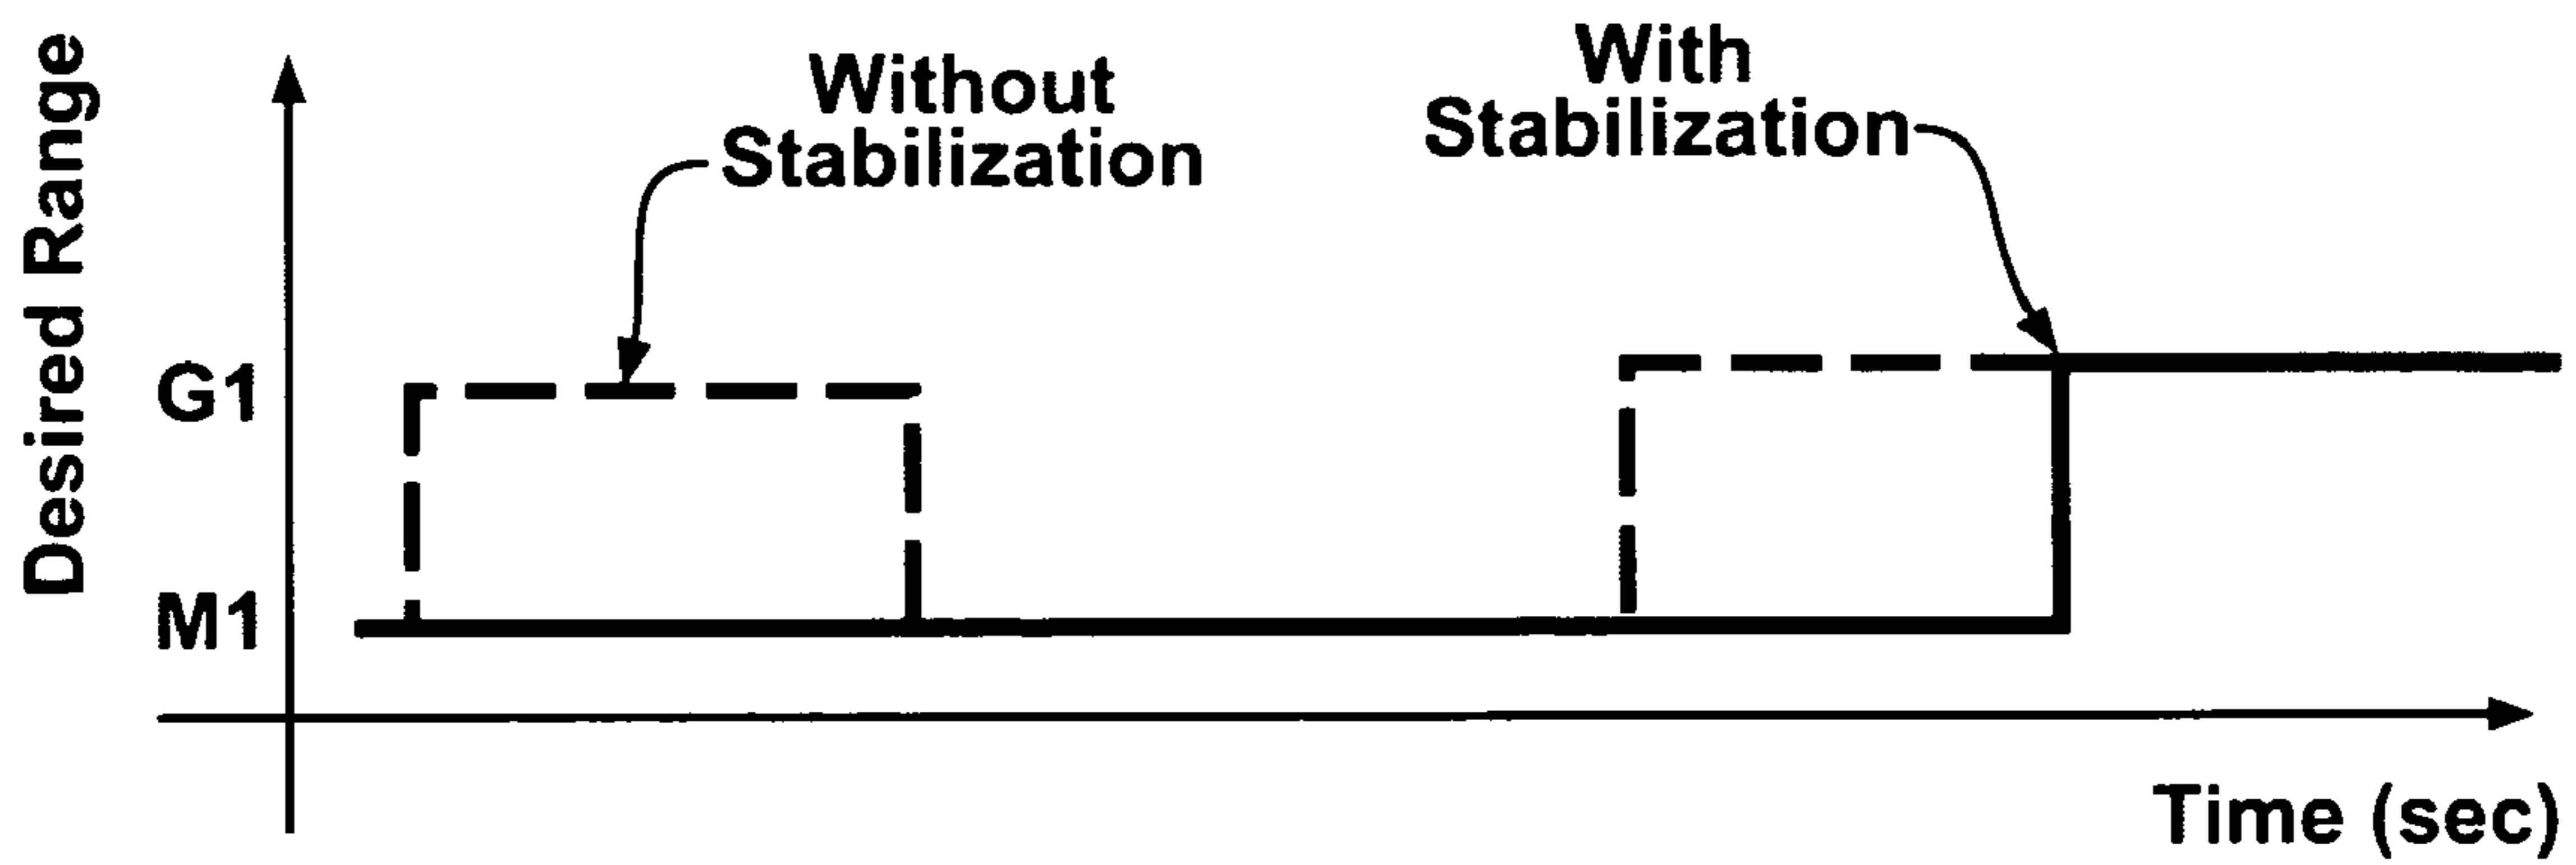 Desired Range
Without
Stabilization
With
Stabilization
G1
M1
Time (sec)